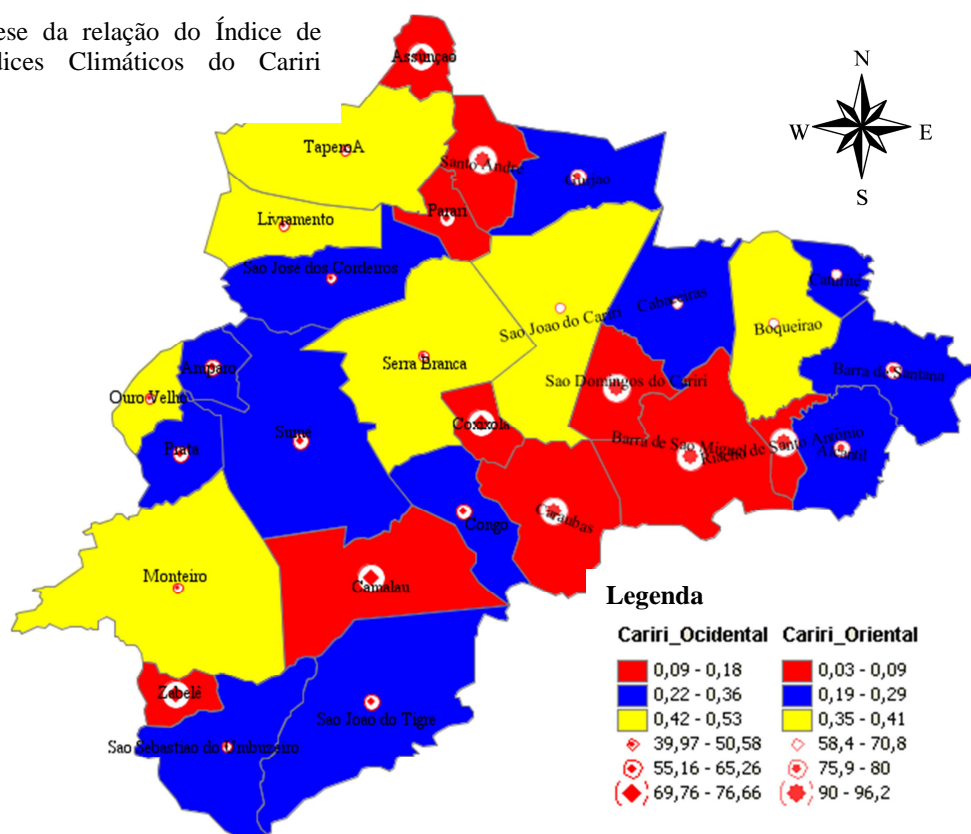 ese da relação do Índice de
dices Climáticos do Cariri
N
W E
S
Assunçao
TaperoA
Santo Andre
Gurjao
Livramento
Parari
Sao Jose dos Cordeiros
Sao Joao do Cariri
Cabaceiras
Caturite
Boqueirao
Serra Branca
Amparo
Sao Domingos do Cariri
Barra de Santana
Ouro Velho
Coxixola
Sume
Prata
Barra de Sao Miguel
Riacho de Santo Antônio
Alcantil
Congo
Caraubas
Monteiro
Camalau
Zabelê
Sao Joao do Tigre
Sao Sebastiao do Umbuzeiro
Legenda
Cariri_Ocidental Cariri_Oriental
0,09 - 0,18 0,03 - 0,09
0,22 - 0,36 0,19 - 0,29
0,42 - 0,53 0,35 - 0,41
39,97 - 50,58 58,4 - 70,8
55,16 - 65,26 75,9 - 80
69,76 - 76,66 90 - 96,2